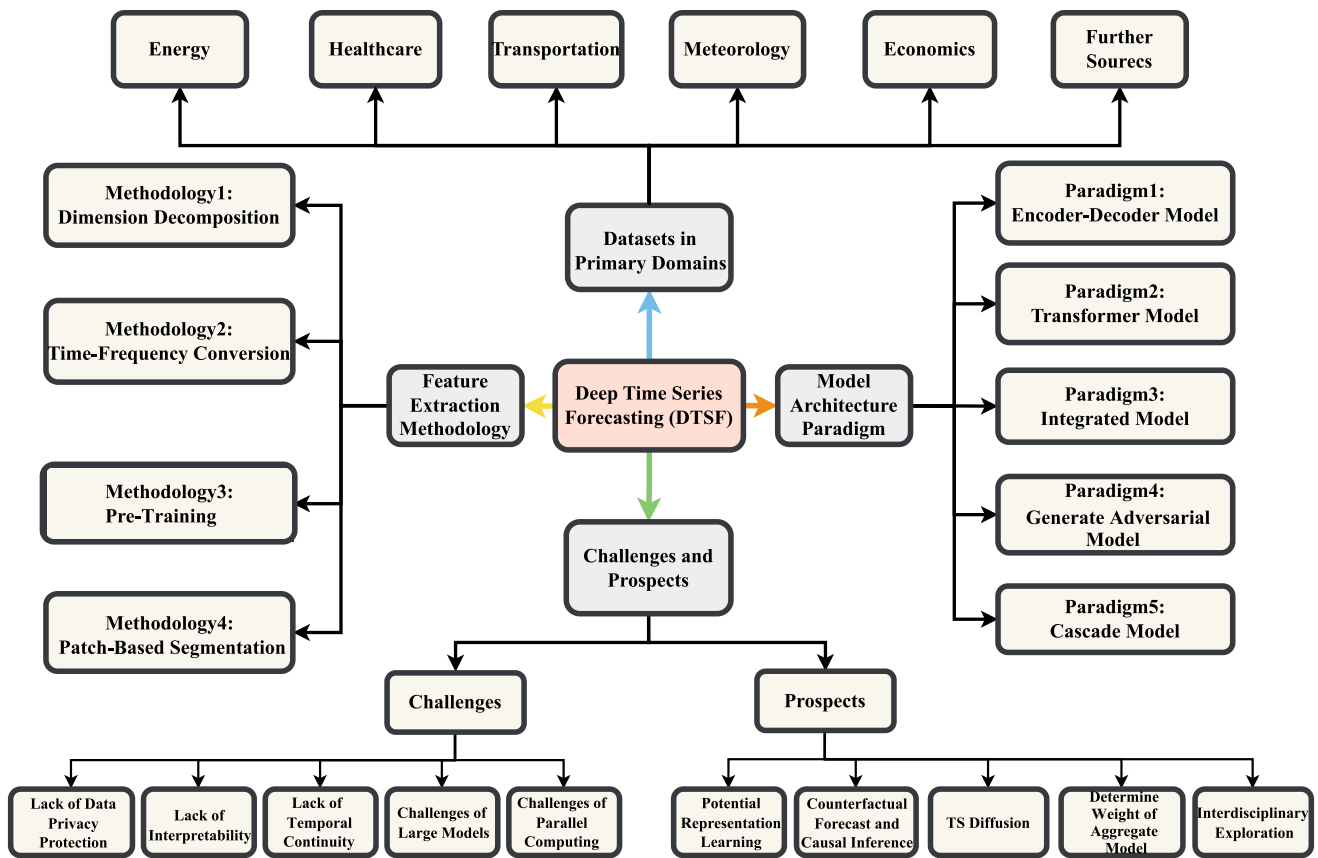 Energy
Healthcare
Transportation
Meteorology
Economics
Further
Sourecs
Methodology1:
Dimension Decomposition
Methodology2:
Time-Frequency Conversion
Methodology3:
Pre-Training
Methodology4:
Patch-Based Segmentation
Datasets in
Primary Domains
Feature
Extraction
Methodology
Deep Time Series
Forecasting (DTSF)
Model
Architecture
Paradigm
Challenges and
Prospects
Paradigm1:
Encoder-Decoder Model
Paradigm2:
Transformer Model
Paradigm3:
Integrated Model
Paradigm4:
Generate Adversarial
Model
Paradigm5:
Cascade Model
Challenges
Prospects
Lack of Data
Privacy
Protection
Lack of
Interpretability
Lack of
Temporal
Continuity
Challenges of
Large Models
Challenges of
Parallel
Computing
Potential
Representation
Learning
Counterfactual
Forecast and
Causal Inference
TS Diffusion
Determine
Weight of
Aggregate
Model
Interdisciplinary
Exploration